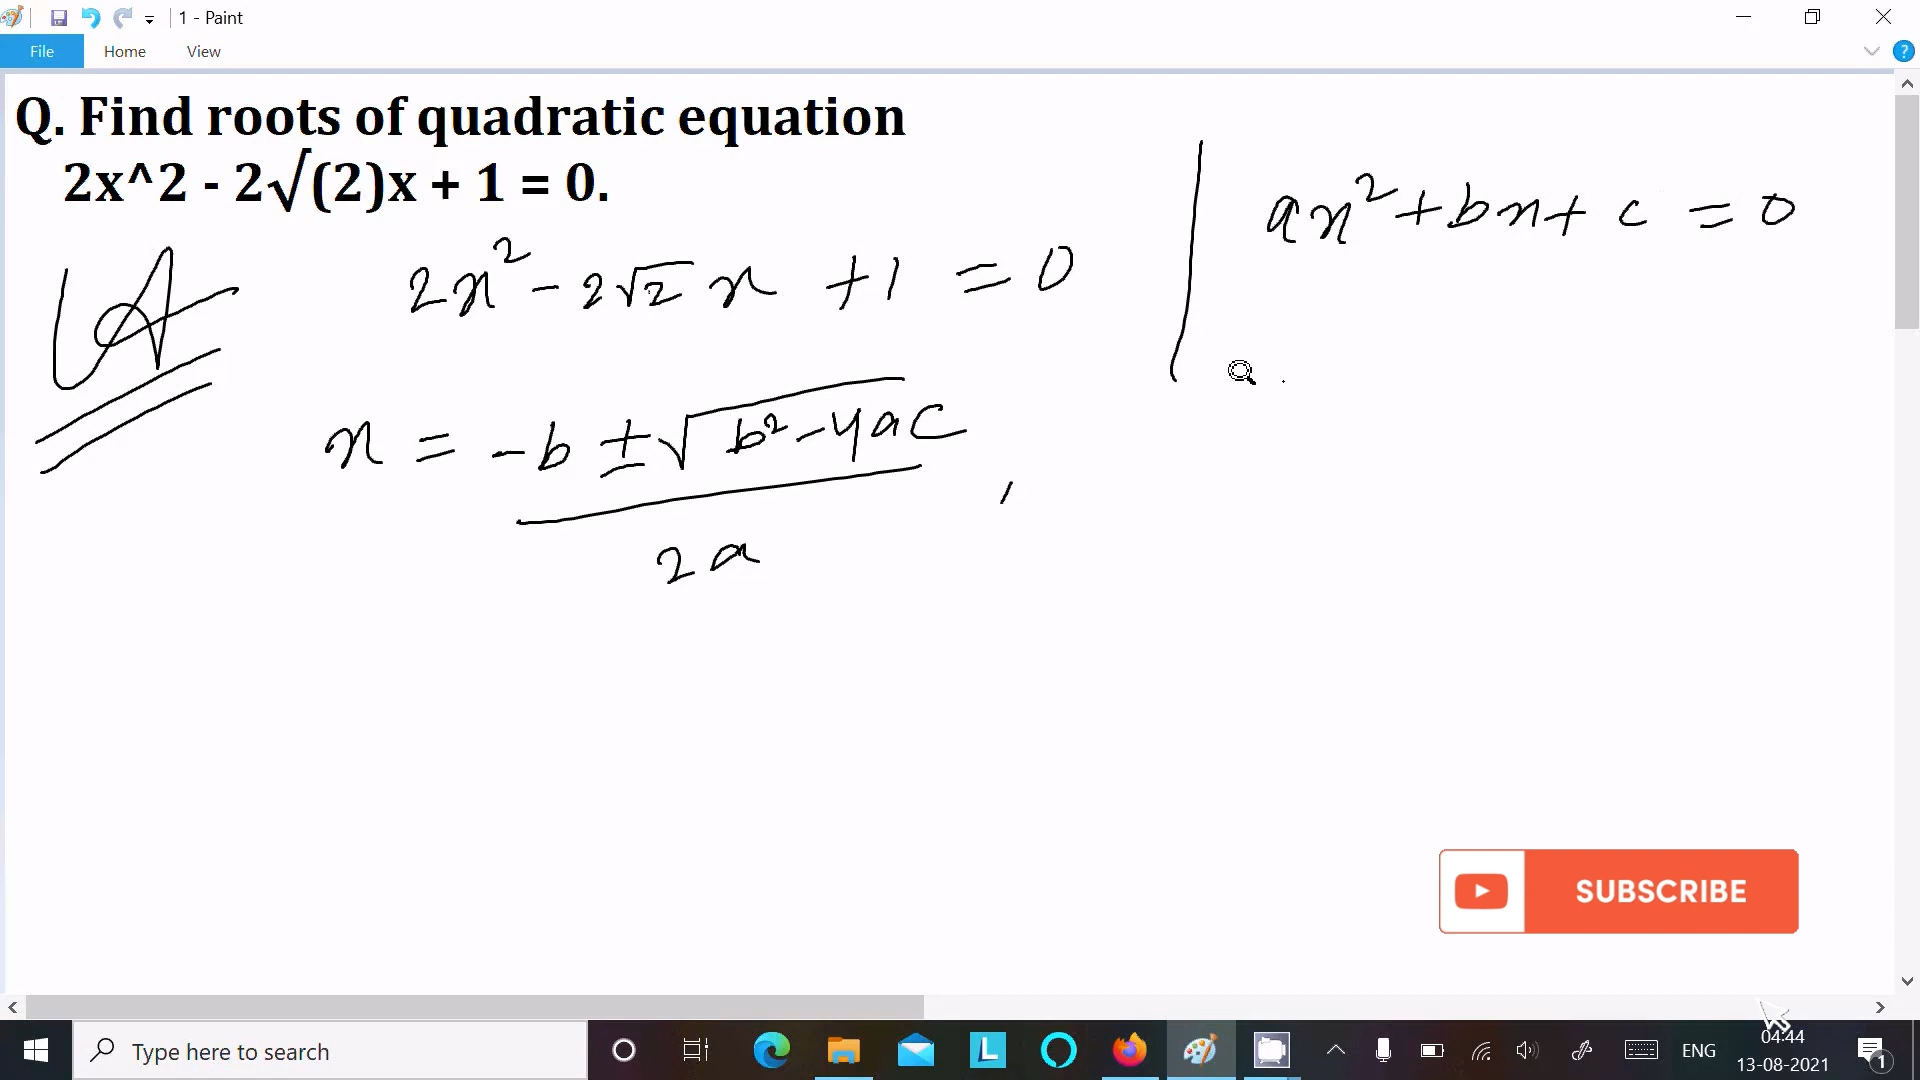 1 - Paint
File Home View
Q. Find roots of quadratic equation
2x^2 - 2√(2)x + 1 = 0.
ax² + bx + c = 0
2x² - 2√2 x + 1 = 0
x = -b ± √b² - 4ac ,
2a
SUBSCRIBE
Type here to search
L
ENG
04:44
13-08-2021
1